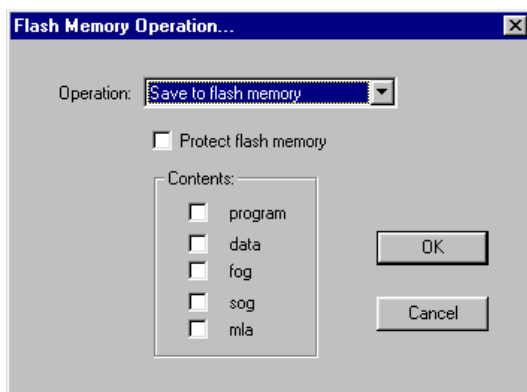 Flash Memory Operation...
Operation: Save to flash memory
Protect flash memory
Contents:
program
data
fog
sog
mla
OK
Cancel